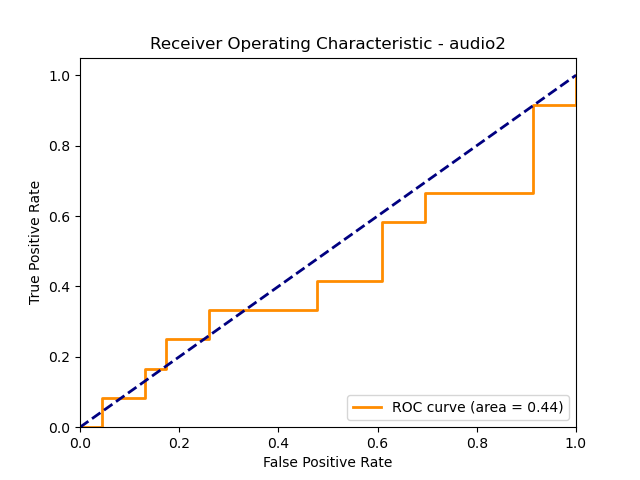 Receiver Operating Characteristic - audio2
True Positive Rate
1.0
0.8
0.6
0.4
0.2
0.0
ROC curve (area = 0.44)
0.0 0.2 0.4 0.6 0.8 1.0
False Positive Rate